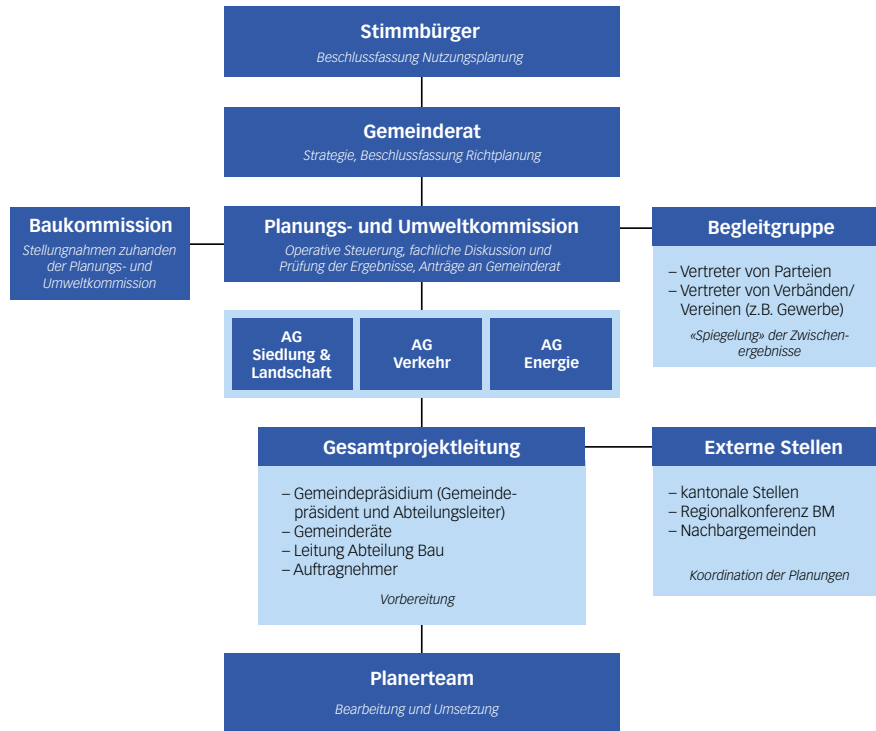 Stimmbürger
Beschlussfassung Nutzungsplanung
Gemeinderat
Strategie, Beschlussfassung Richtplanung
Baukommission
Stellungnahmen zuhanden
der Planungs- und
Umweltkommission
Planungs- und Umweltkommission
Operative Steuerung, fachliche Diskussion und
Prüfung der Ergebnisse, Anträge an Gemeinderat
Begleitgruppe
– Vertreter von Parteien
– Vertreter von Verbänden/
Vereinen (z.B. Gewerbe)
«Spiegelung» der Zwischen-
ergebnisse
AG
Siedlung &
Landschaft
AG
Verkehr
AG
Energie
Gesamtprojektleitung
– Gemeindepräsidium (Gemeinde-
präsident und Abteilungsleiter)
– Gemeinderäte
– Leitung Abteilung Bau
– Auftragnehmer
Vorbereitung
Externe Stellen
– kantonale Stellen
– Regionalkonferenz BM
– Nachbargemeinden
Koordination der Planungen
Planerteam
Bearbeitung und Umsetzung